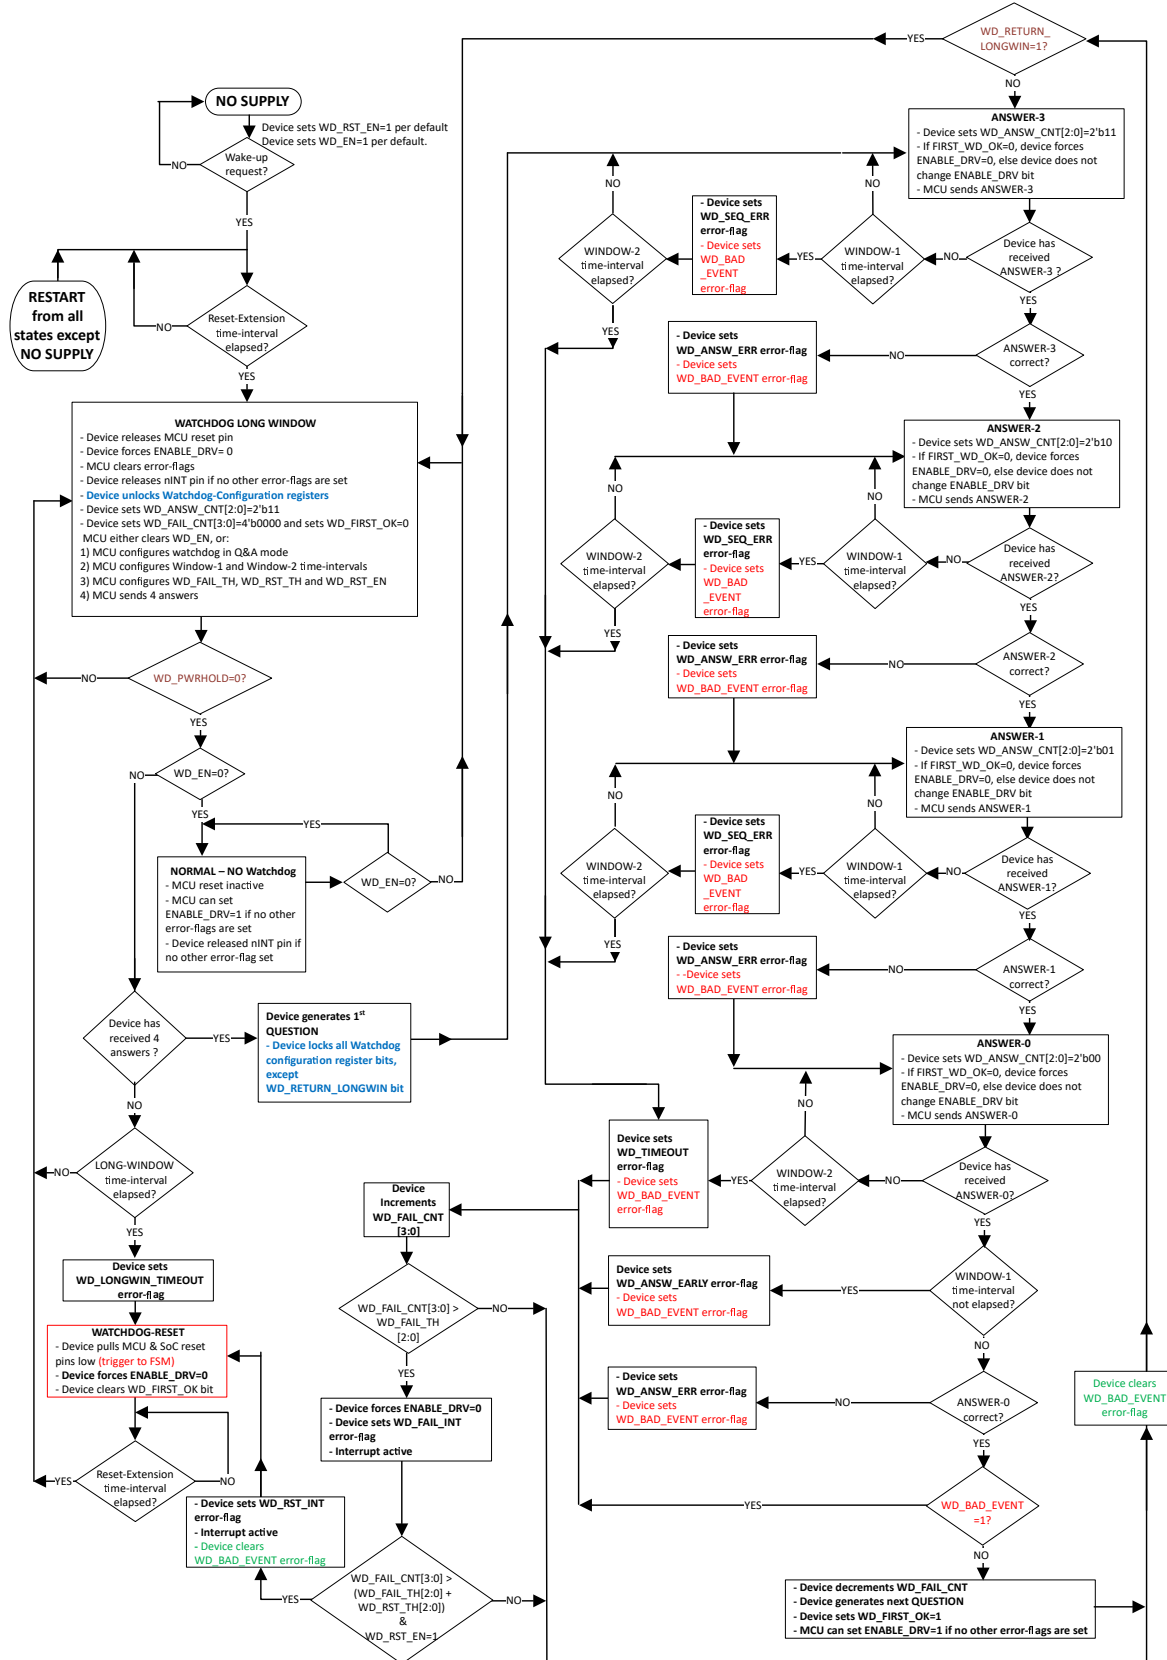 WD_RETURN_
LONGWIN=1?
YES
NO
NO SUPPLY
Device sets WD_RST_EN=1 per default
Device sets WD_EN=1 per default.
Wake-up
request?
NO
YES
RESTART
from all
states except
NO SUPPLY
Reset-Extension
time-interval
elapsed?
NO
YES
WATCHDOG LONG WINDOW
- Device releases MCU reset pin
- Device forces ENABLE_DRV= 0
- MCU clears error-flags
- Device releases nINT pin if no other error-flags are set
- Device unlocks Watchdog-Configuration registers
- Device sets WD_ANSW_CNT[2:0]=2'b11
- Device sets WD_FAIL_CNT[3:0]=4'b0000 and sets WD_FIRST_OK=0
MCU either clears WD_EN, or:
1) MCU configures watchdog in Q&A mode
2) MCU configures Window-1 and Window-2 time-intervals
3) MCU configures WD_FAIL_TH, WD_RST_TH and WD_RST_EN
4) MCU sends 4 answers
WD_PWRHOLD=0?
NO
YES
WD_EN=0?
NO
YES
YES
NORMAL – NO Watchdog
- MCU reset inactive
- MCU can set
ENABLE_DRV=1 if no other
error-flags are set
- Device released nINT pin if
no other error-flag set
WD_EN=0?
NO
Device has
received 4
answers ?
YES
NO
Device generates 1st
QUESTION
- Device locks all Watchdog
configuration register bits,
except
WD_RETURN_LONGWIN bit
LONG-WINDOW
time-interval
elapsed?
NO
YES
Device sets
WD_LONGWIN_TIMEOUT
error-flag
WATCHDOG-RESET
- Device pulls MCU & SoC reset
pins low (trigger to FSM)
- Device forces ENABLE_DRV=0
- Device clears WD_FIRST_OK bit
Reset-Extension
time-interval
elapsed?
YES
NO
- Device sets WD_RST_INT
error-flag
- Interrupt active
- Device clears
WD_BAD_EVENT error-flag
ANSWER-3
- Device sets WD_ANSW_CNT[2:0]=2'b11
- If FIRST_WD_OK=0, device forces
ENABLE_DRV=0, else device does not
change ENABLE_DRV bit
- MCU sends ANSWER-3
Device has
received
ANSWER-3 ?
NO
YES
WINDOW-1
time-interval
elapsed?
NO
YES
- Device sets
WD_SEQ_ERR
error-flag
- Device sets
WD_BAD
_EVENT
error-flag
WINDOW-2
time-interval
elapsed?
NO
YES
ANSWER-3
correct?
NO
YES
- Device sets
WD_ANSW_ERR error-flag
- Device sets
WD_BAD_EVENT error-flag
ANSWER-2
- Device sets WD_ANSW_CNT[2:0]=2'b10
- If FIRST_WD_OK=0, device forces
ENABLE_DRV=0, else device does not
change ENABLE_DRV bit
- MCU sends ANSWER-2
Device has
received
ANSWER-2?
NO
YES
WINDOW-1
time-interval
elapsed?
NO
YES
- Device sets
WD_SEQ_ERR
error-flag
- Device sets
WD_BAD
_EVENT
error-flag
WINDOW-2
time-interval
elapsed?
NO
YES
ANSWER-2
correct?
NO
YES
- Device sets
WD_ANSW_ERR error-flag
- Device sets
WD_BAD_EVENT error-flag
ANSWER-1
- Device sets WD_ANSW_CNT[2:0]=2'b01
- If FIRST_WD_OK=0, device forces
ENABLE_DRV=0, else device does not
change ENABLE_DRV bit
- MCU sends ANSWER-1
Device has
received
ANSWER-1?
NO
YES
WINDOW-1
time-interval
elapsed?
NO
YES
- Device sets
WD_SEQ_ERR
error-flag
- Device sets
WD_BAD
_EVENT
error-flag
WINDOW-2
time-interval
elapsed?
NO
YES
ANSWER-1
correct?
NO
YES
- Device sets
WD_ANSW_ERR error-flag
- -Device sets
WD_BAD_EVENT error-flag
ANSWER-0
- Device sets WD_ANSW_CNT[2:0]=2'b00
- If FIRST_WD_OK=0, device forces
ENABLE_DRV=0, else device does not
change ENABLE_DRV bit
- MCU sends ANSWER-0
Device has
received
ANSWER-0?
NO
YES
WINDOW-2
time-interval
elapsed?
NO
YES
Device sets
WD_TIMEOUT
error-flag
- Device sets
WD_BAD_EVENT
error-flag
WINDOW-1
time-interval
not elapsed?
YES
NO
Device sets
WD_ANSW_EARLY error-flag
- Device sets
WD_BAD_EVENT error-flag
ANSWER-0
correct?
NO
YES
- Device sets
WD_ANSW_ERR error-flag
- Device sets
WD_BAD_EVENT error-flag
WD_BAD_EVENT
=1?
YES
NO
- Device decrements WD_FAIL_CNT
- Device generates next QUESTION
- Device sets WD_FIRST_OK=1
- MCU can set ENABLE_DRV=1 if no other error-flags are set
Device clears
WD_BAD_EVENT
error-flag
Device
Increments
WD_FAIL_CNT
[3:0]
WD_FAIL_CNT[3:0] >
WD_FAIL_TH
[2:0]
NO
YES
- Device forces ENABLE_DRV=0
- Device sets WD_FAIL_INT
error-flag
- Interrupt active
WD_FAIL_CNT[3:0] >
(WD_FAIL_TH[2:0] +
WD_RST_TH[2:0])
&
WD_RST_EN=1
YES
NO